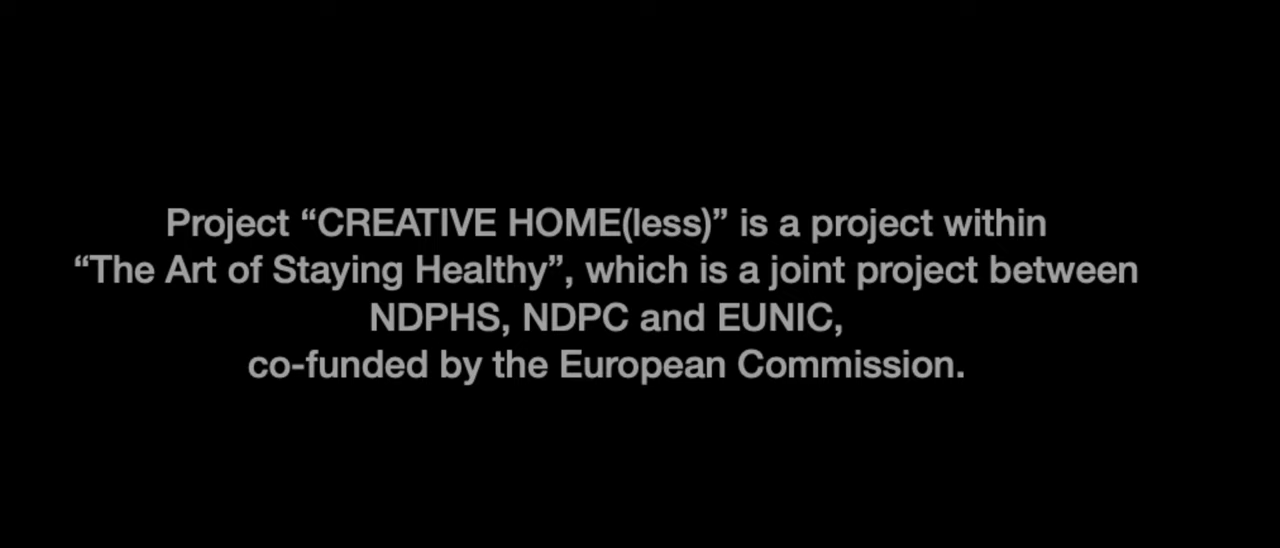 Project “CREATIVE HOME(less)” is a project within
“The Art of Staying Healthy”, which is a joint project between
NDPHS, NDPC and EUNIC,
co-funded by the European Commission.